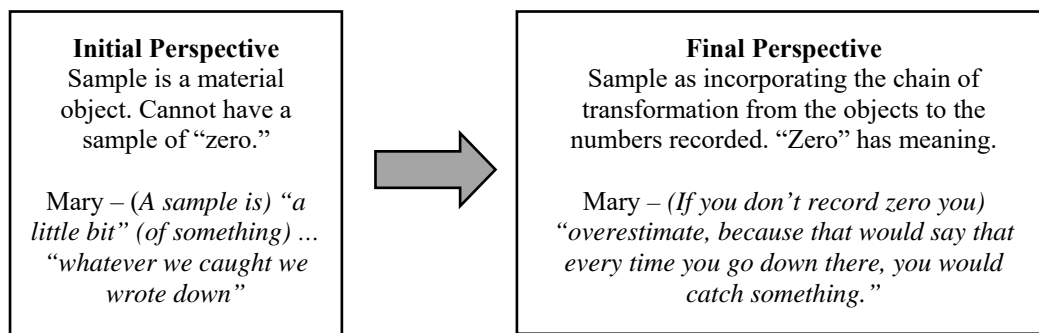 Initial Perspective
Sample is a material
object. Cannot have a
sample of “zero.”
Mary – (A sample is) “a
little bit” (of something) ...
“whatever we caught we
wrote down”
Final Perspective
Sample as incorporating the chain of
transformation from the objects to the
numbers recorded. “Zero” has meaning.
Mary – (If you don’t record zero you)
“overestimate, because that would say that
every time you go down there, you would
catch something.”